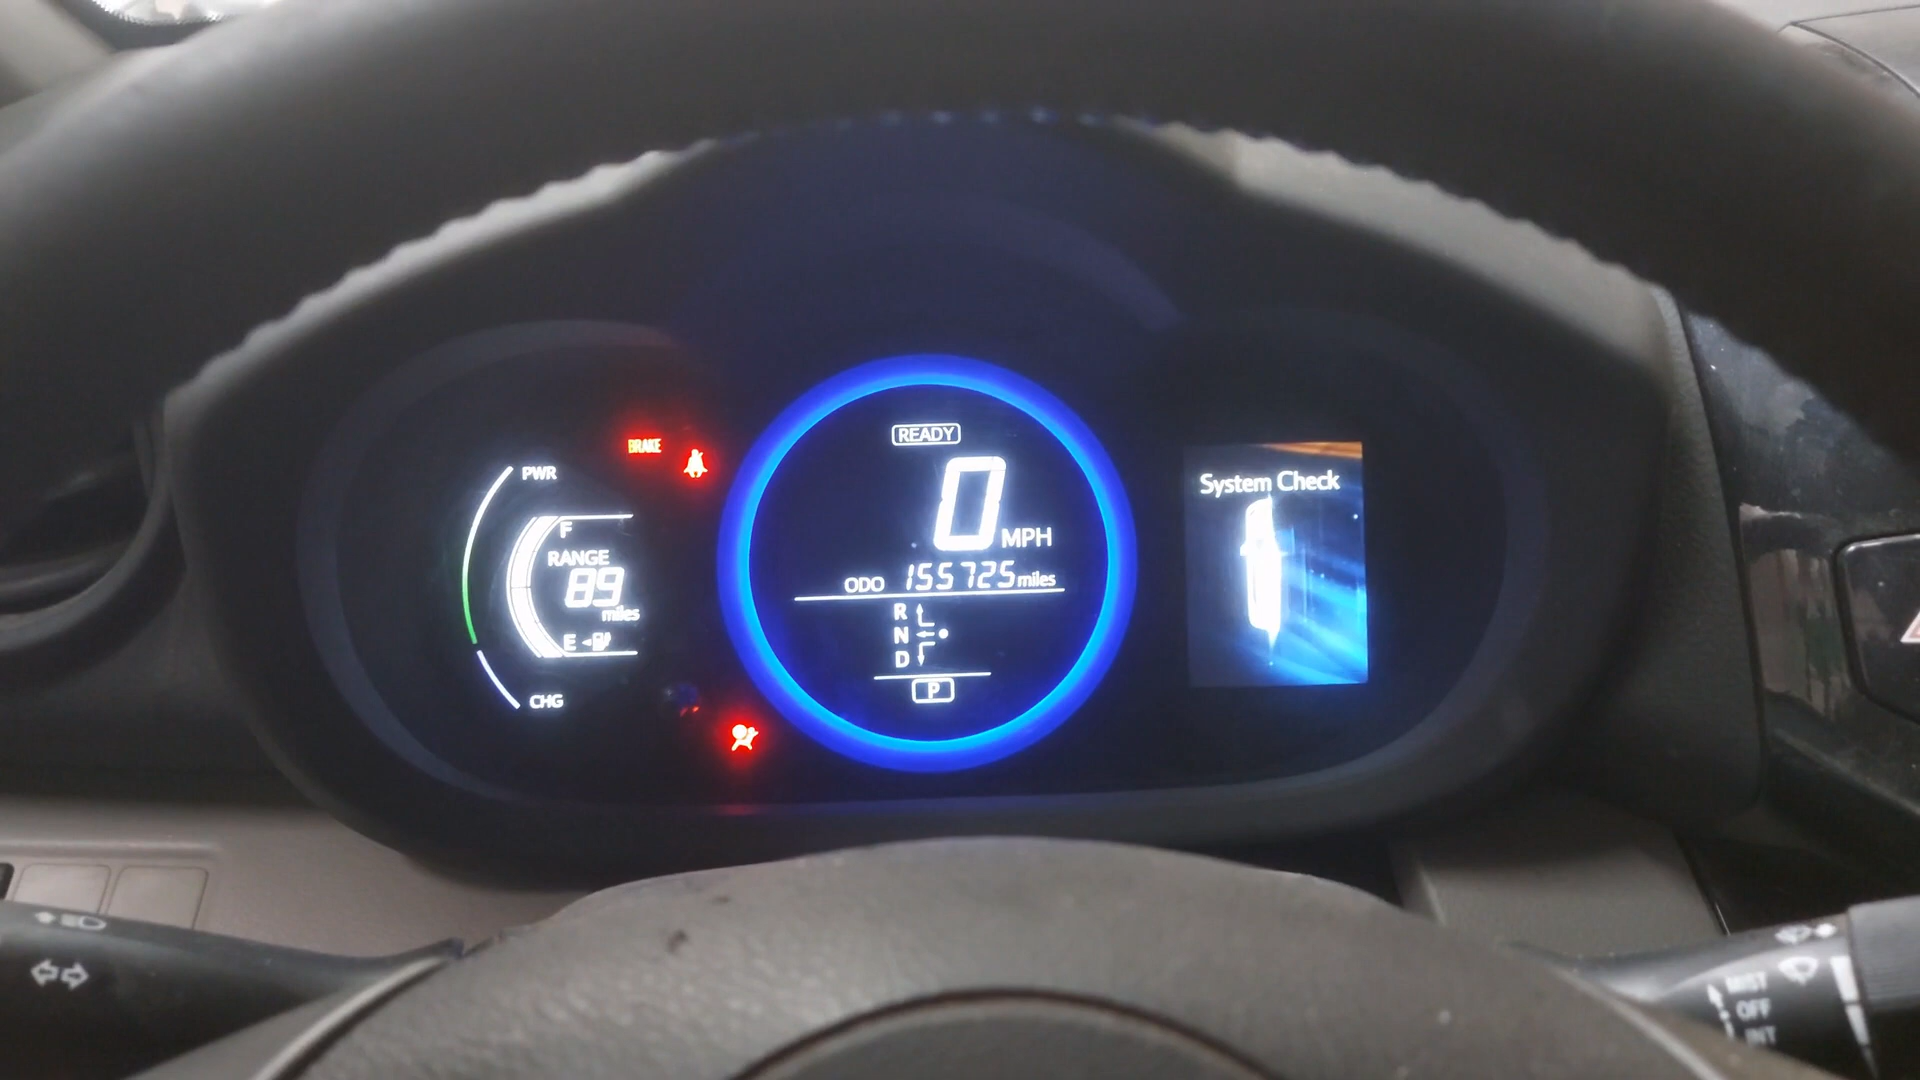 BRAKE
PWR
F
RANGE
89
miles
E
CHG
READY
0 MPH
ODO 155725 miles
R
N
D
P
System Check
MIST
OFF
INT